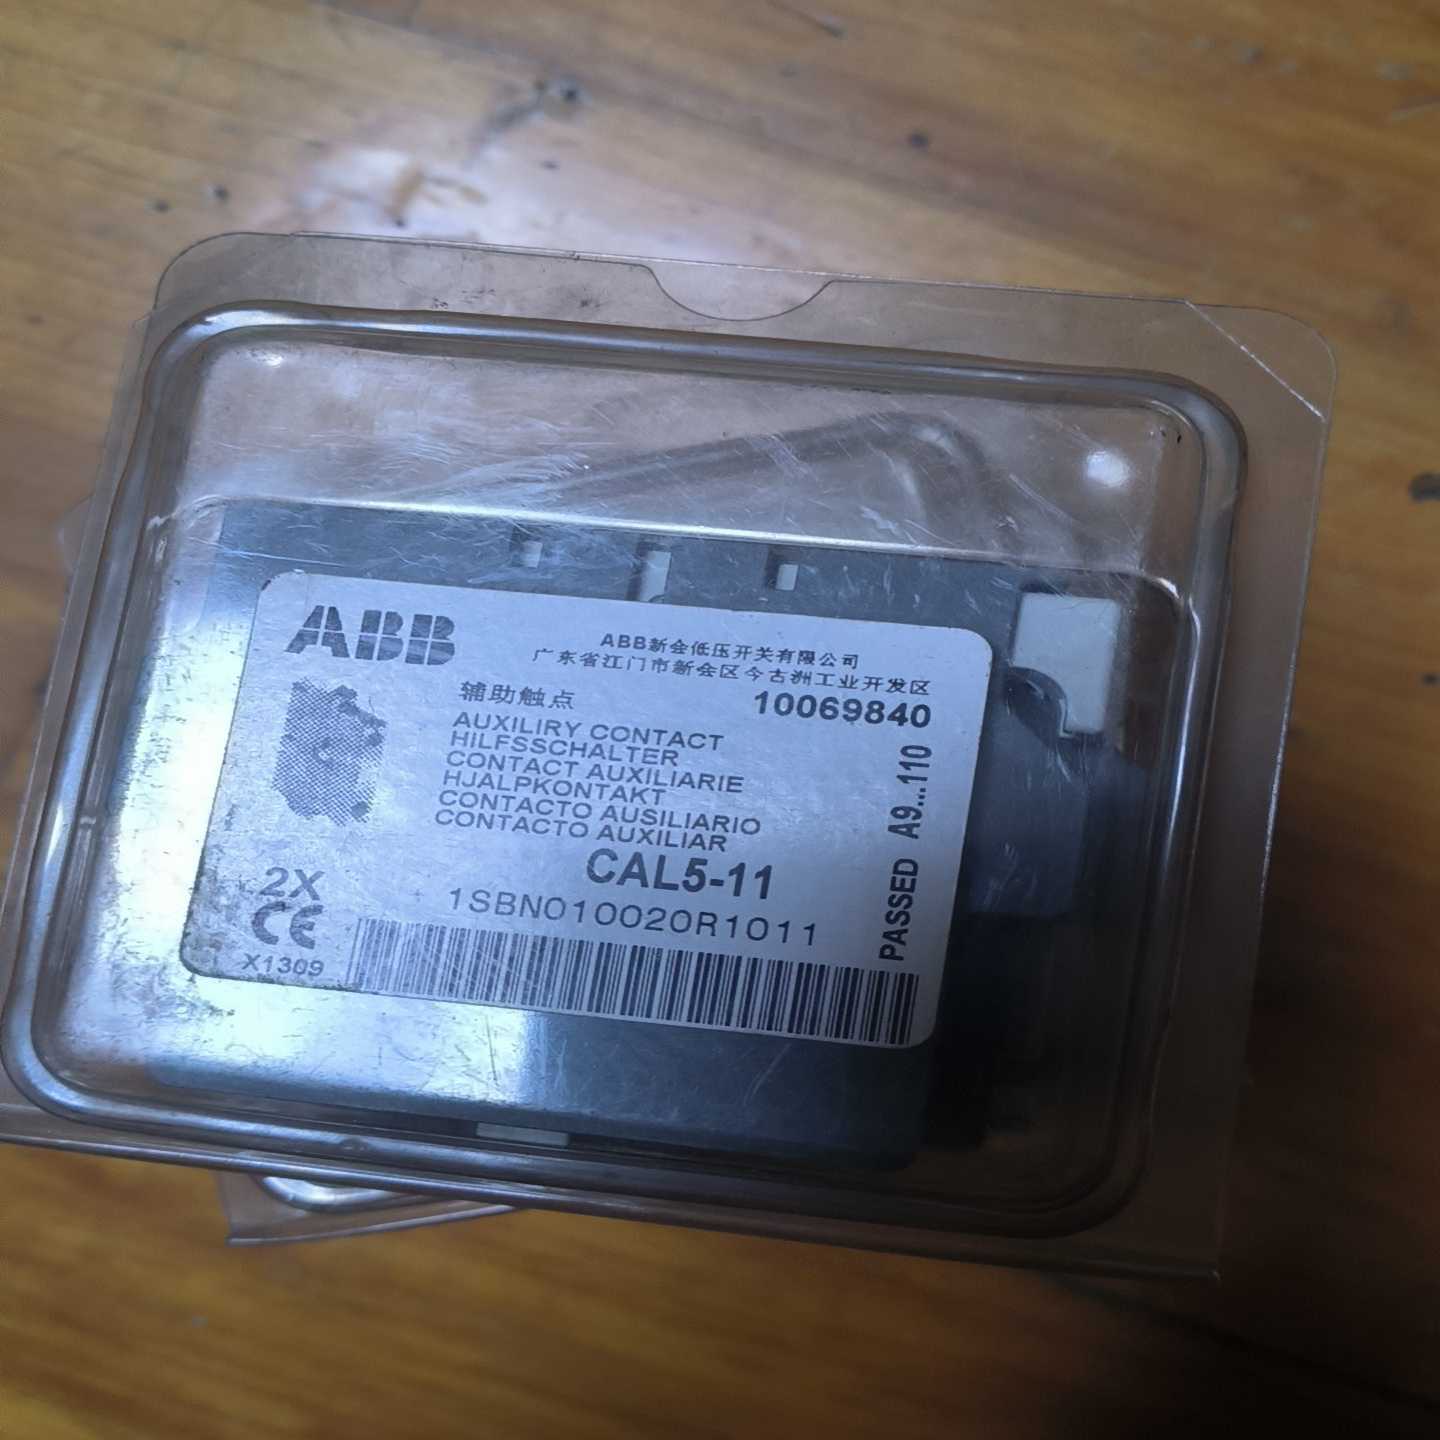 ABB
ABB新会低压开关有限公司
广东省江门市新会区今古洲工业开发区
辅助触点
10069840
AUXILIRY CONTACT
HILFSSCHALTER
CONTACT AUXILIARIE
HJALPKONTAKT
CONTACTO AUSILIARIO
CONTACTO AUXILIAR
CAL5-11
1SBN010020R1011
2X
CE
X1309
PASSED A9...110